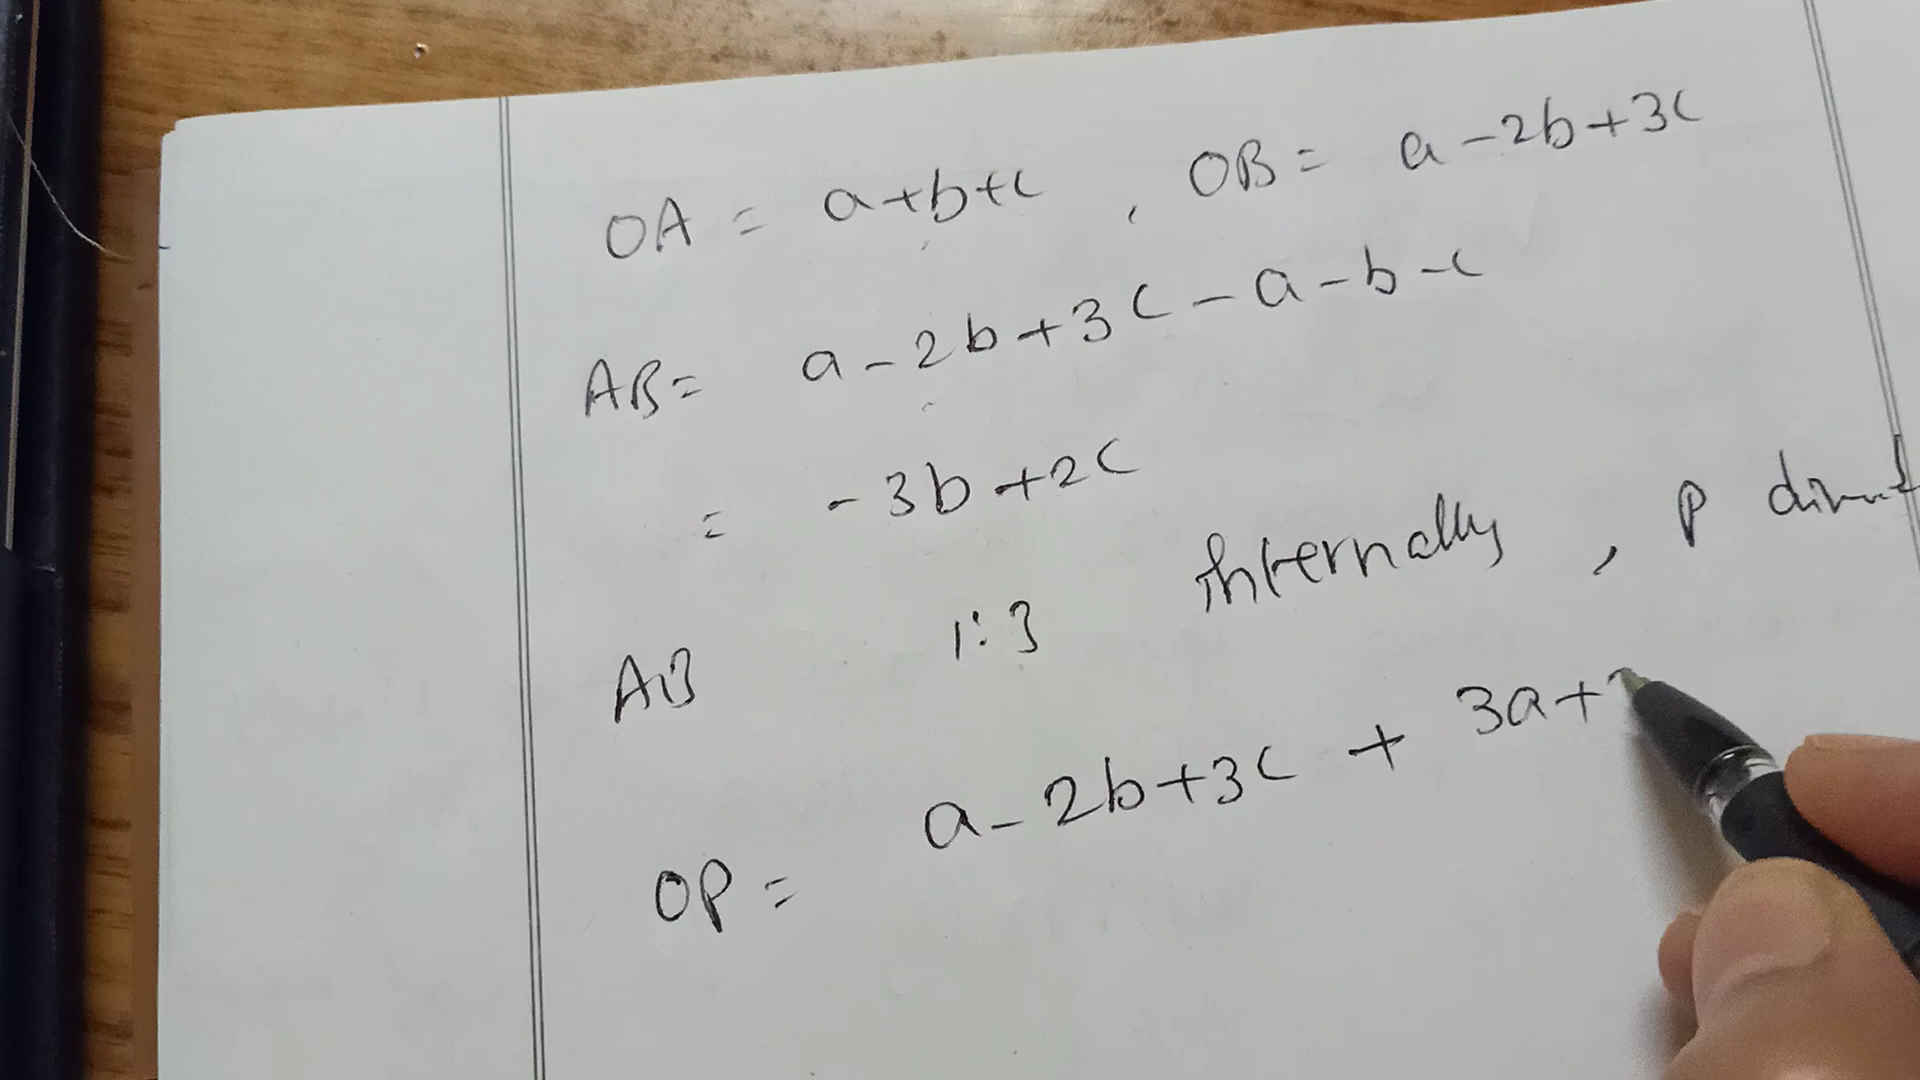 OA = a+b+c , OB = a-2b+3c
AB = a-2b+3c-a-b-c
= -3b+2c
AB 1:3 internally , P
OP = a-2b+3c + 3a+